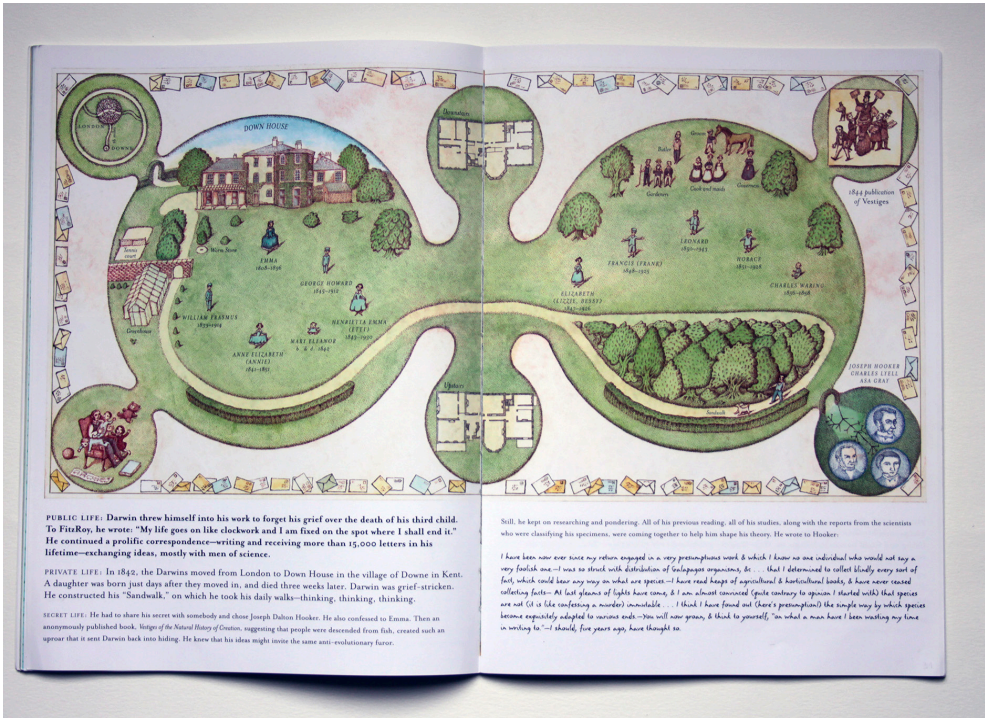 LONDON
DOWNE
DOWN HOUSE
Downstairs
Butler
Groom
Gardeners
Cook and maids
Governess
1844 publication
of Vestiges
Tennis
court
Worm Stone
EMMA
1808–1896
GEORGE HOWARD
1845–1912
WILLIAM ERASMUS
1839–1914
HENRIETTA EMMA
(ETTY)
1843–1930
MARY ELEANOR
b. & d. 1842
ANNE ELIZABETH
(ANNIE)
1841–1851
Greenhouse
LEONARD
1850–1943
FRANCIS (FRANK)
1848–1925
HORACE
1851–1928
CHARLES WARING
1856–1858
ELIZABETH
(LIZZIE, BESSY)
1847–1926
Sandwalk
JOSEPH HOOKER
CHARLES LYELL
ASA GRAY
PUBLIC LIFE: Darwin threw himself into his work to forget his grief over the death of his third child.
To FitzRoy, he wrote: “My life goes on like clockwork and I am fixed on the spot where I shall end it.”
He continued a prolific correspondence—writing and receiving more than 15,000 letters in his
lifetime—exchanging ideas, mostly with men of science.
PRIVATE LIFE: In 1842, the Darwins moved from London to Down House in the village of Downe in Kent.
A daughter was born just days after they moved in, and died three weeks later. Darwin was grief-stricken.
He constructed his “Sandwalk,” on which he took his daily walks—thinking, thinking, thinking.
SECRET LIFE: He had to share his secret with somebody and chose Joseph Dalton Hooker. He also confessed to Emma. Then an
anonymously published book, Vestiges of the Natural History of Creation, suggesting that people were descended from fish, created such an
uproar that it sent Darwin back into hiding. He knew that his ideas might invite the same anti-evolutionary furor.
Still, he kept on researching and pondering. All of his previous reading, all of his studies, along with the reports from the scientists
who were classifying his specimens, were coming together to help him shape his theory. He wrote to Hooker:
I have been now ever since my return engaged in a very presumptuous work & which I know no one individual who would not say a
very foolish one—I was so struck with distribution of Galapagos organisms, &c . . . that I determined to collect blindly every sort of
fact, which could bear any way on what are species—I have read heaps of agricultural & horticultural books, & have never ceased
collecting facts—At last gleams of lights have come, & I am almost convinced (quite contrary to opinion I started with) that species
are not (it is like confessing a murder) immutable . . . I think I have found out (here’s presumption!) the simple way by which species
become exquisitely adapted to various ends.—You will now groan, & think to yourself, “on what a man have I been wasting my time
in writing to.”—I should, five years ago, have thought so.